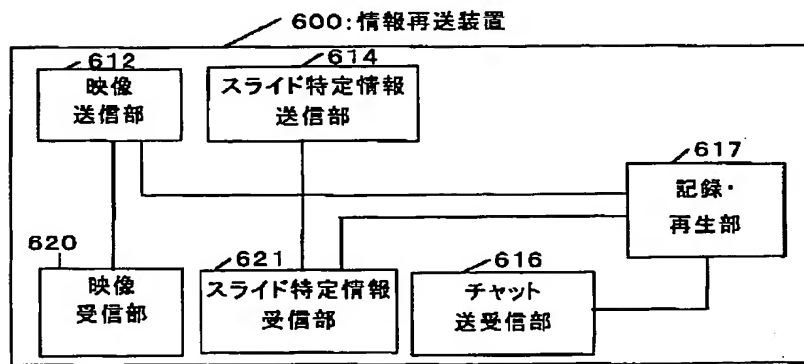 600:情報再送装置
612
映像
送信部
614
スライド特定情報
送信部
617
記録・
再生部
620
映像
受信部
621
スライド特定情報
受信部
616
チャット
送受信部